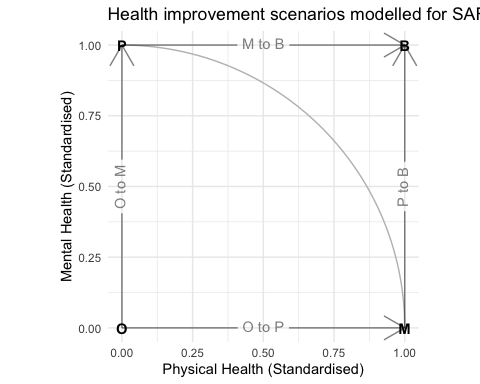 Health improvement scenarios modelled for SAF
1.00
P
M to B
B
0.75
Mental Health (Standardised)
O to M
0.50
P to B
0.25
0.00
O
O to P
M
0.00 0.25 0.50 0.75 1.00
Physical Health (Standardised)